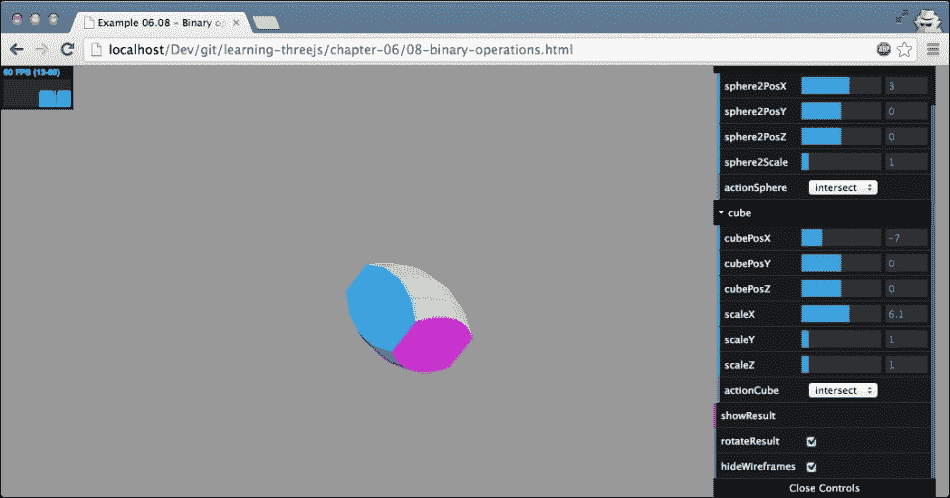 Example 06.08 - Binary op
localhost/Dev/git/learning-threejs/chapter-06/08-binary-operations.html
60 FPS (13-60)
sphere2PosX 3
sphere2PosY 0
sphere2PosZ 0
sphere2Scale 1
actionSphere intersect
cube
cubePosX -7
cubePosY 0
cubePosZ 0
scaleX 6.1
scaleY 1
scaleZ 1
actionCube intersect
showResult
rotateResult
hideWireframes
Close Controls